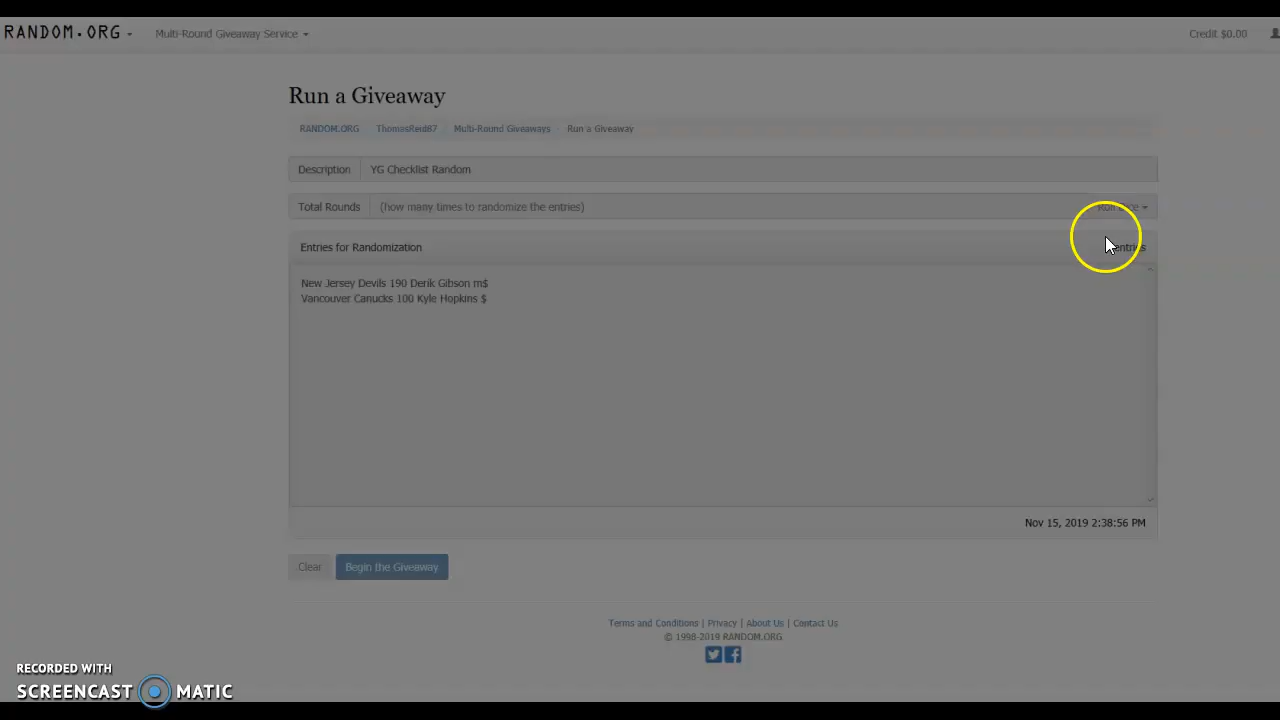 RANDOM.ORG Multi-Round Giveaway Service Credit $0.00
Run a Giveaway
RANDOM.ORG ThomasReid87 Multi-Round Giveaways Run a Giveaway
Description YG Checklist Random
Total Rounds (how many times to randomize the entries) Roll Dice
Entries for Randomization entries
New Jersey Devils 190 Derik Gibson m$
Vancouver Canucks 100 Kyle Hopkins $
Nov 15, 2019 2:38:56 PM
Clear Begin the Giveaway
Terms and Conditions | Privacy | About Us | Contact Us
© 1998-2019 RANDOM.ORG
RECORDED WITH
SCREENCAST MATIC